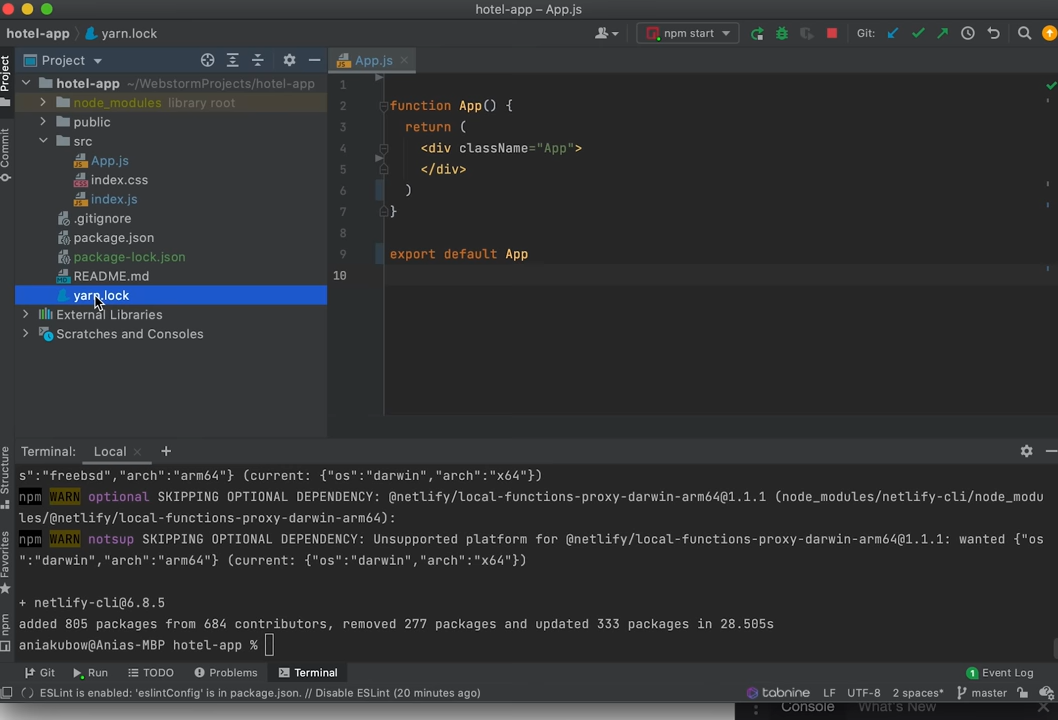 hotel-app – App.js
hotel-app
yarn.lock
npm start
Git:
Project
App.js
Project
hotel-app ~/WebstormProjects/hotel-app
node_modules library root
public
src
App.js
index.css
index.js
.gitignore
package.json
package-lock.json
README.md
yarn.lock
External Libraries
Scratches and Consoles
Commit
Structure
Favorites
npm
1
2 function App() {
3 return (
4 <div className="App">
5 </div>
6 )
7 }
8
9 export default App
10
Terminal: Local
s":"freebsd","arch":"arm64"} (current: {"os":"darwin","arch":"x64"})
npm WARN optional SKIPPING OPTIONAL DEPENDENCY: @netlify/local-functions-proxy-darwin-arm64@1.1.1 (node_modules/netlify-cli/node_modu
les/@netlify/local-functions-proxy-darwin-arm64):
npm WARN notsup SKIPPING OPTIONAL DEPENDENCY: Unsupported platform for @netlify/local-functions-proxy-darwin-arm64@1.1.1: wanted {"os
":"darwin","arch":"arm64"} (current: {"os":"darwin","arch":"x64"})
+ netlify-cli@6.8.5
added 805 packages from 684 contributors, removed 277 packages and updated 333 packages in 28.505s
aniakubow@Anias-MBP hotel-app %
Git
Run
TODO
Problems
Terminal
1 Event Log
ESLint is enabled: 'eslintConfig' is in package.json. // Disable ESLint (20 minutes ago)
tabnine
LF
UTF-8
2 spaces*
master
Console
What's New